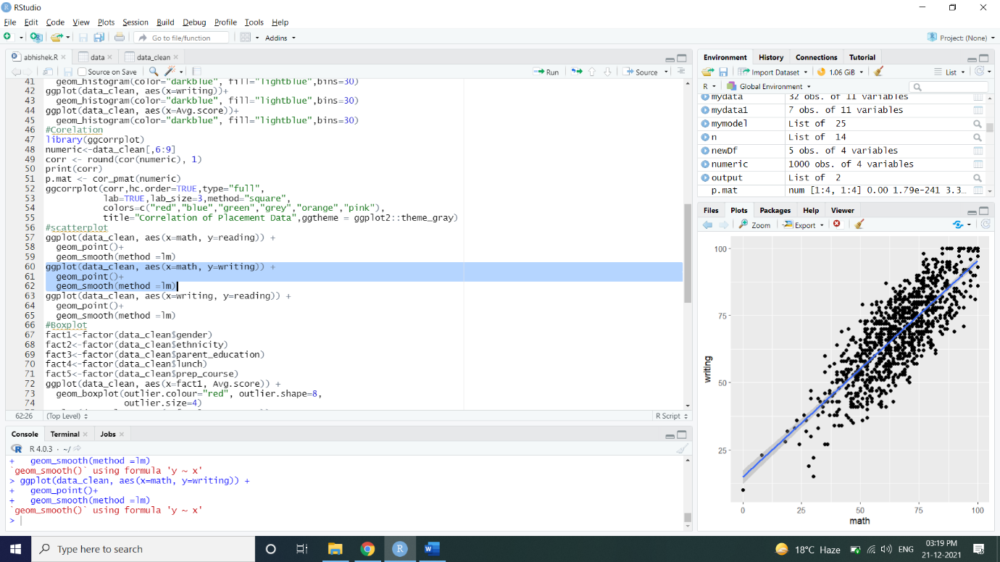 RStudio
File Edit Code View Plots Session Build Debug Profile Tools Help
Go to file/function Addins Project: (None)
abhishek.R data data_clean
Source on Save Run Source
41 geom_histogram(color="darkblue", fill="lightblue",bins=30)
42 ggplot(data_clean, aes(x=writing))+
43 geom_histogram(color="darkblue", fill="lightblue",bins=30)
44 ggplot(data_clean, aes(x=Avg.score))+
45 geom_histogram(color="darkblue", fill="lightblue",bins=30)
46 #Corelation
47 library(ggcorrplot)
48 numeric<-data_clean[,6:9]
49 corr <- round(cor(numeric), 1)
50 print(corr)
51 p.mat <- cor_pmat(numeric)
52 ggcorrplot(corr,hc.order=TRUE,type="full",
53 lab=TRUE,lab_size=3,method="square",
54 colors=c("red","blue","green","grey","orange","pink"),
55 title="Correlation of Placement Data",ggtheme = ggplot2::theme_gray)
56 #scatterplot
57 ggplot(data_clean, aes(x=math, y=reading)) +
58 geom_point()+
59 geom_smooth(method =lm)
60 ggplot(data_clean, aes(x=math, y=writing)) +
61 geom_point()+
62 geom_smooth(method =lm)
63 ggplot(data_clean, aes(x=writing, y=reading)) +
64 geom_point()+
65 geom_smooth(method =lm)
66 #Boxplot
67 fact1<-factor(data_clean$gender)
68 fact2<-factor(data_clean$ethnicity)
69 fact3<-factor(data_clean$parent_education)
70 fact4<-factor(data_clean$lunch)
71 fact5<-factor(data_clean$prep_course)
72 ggplot(data_clean, aes(x=fact1, Avg.score)) +
73 geom_boxplot(outlier.colour="red", outlier.shape=8,
74 outlier.size=4)
62:26 (Top Level) R Script
Console Terminal Jobs
R 4.0.3 · ~/
+ geom_smooth(method =lm)
`geom_smooth()` using formula 'y ~ x'
> ggplot(data_clean, aes(x=math, y=writing)) +
+ geom_point()+
+ geom_smooth(method =lm)
`geom_smooth()` using formula 'y ~ x'
>
Environment History Connections Tutorial
Import Dataset 1.06 GiB List
R Global Environment
mydata 32 obs. of 11 variables
mydata1 7 obs. of 11 variables
mymodel List of 25
n List of 14
newDf 5 obs. of 4 variables
numeric 1000 obs. of 4 variables
output List of 2
p.mat num [1:4, 1:4] 0.00 1.79e-241 3.3…
Files Plots Packages Help Viewer
Zoom Export
100
75
50
25
writing
0 25 50 75 100
math
Type here to search
18°C Haze ENG 03:19 PM
21-12-2021